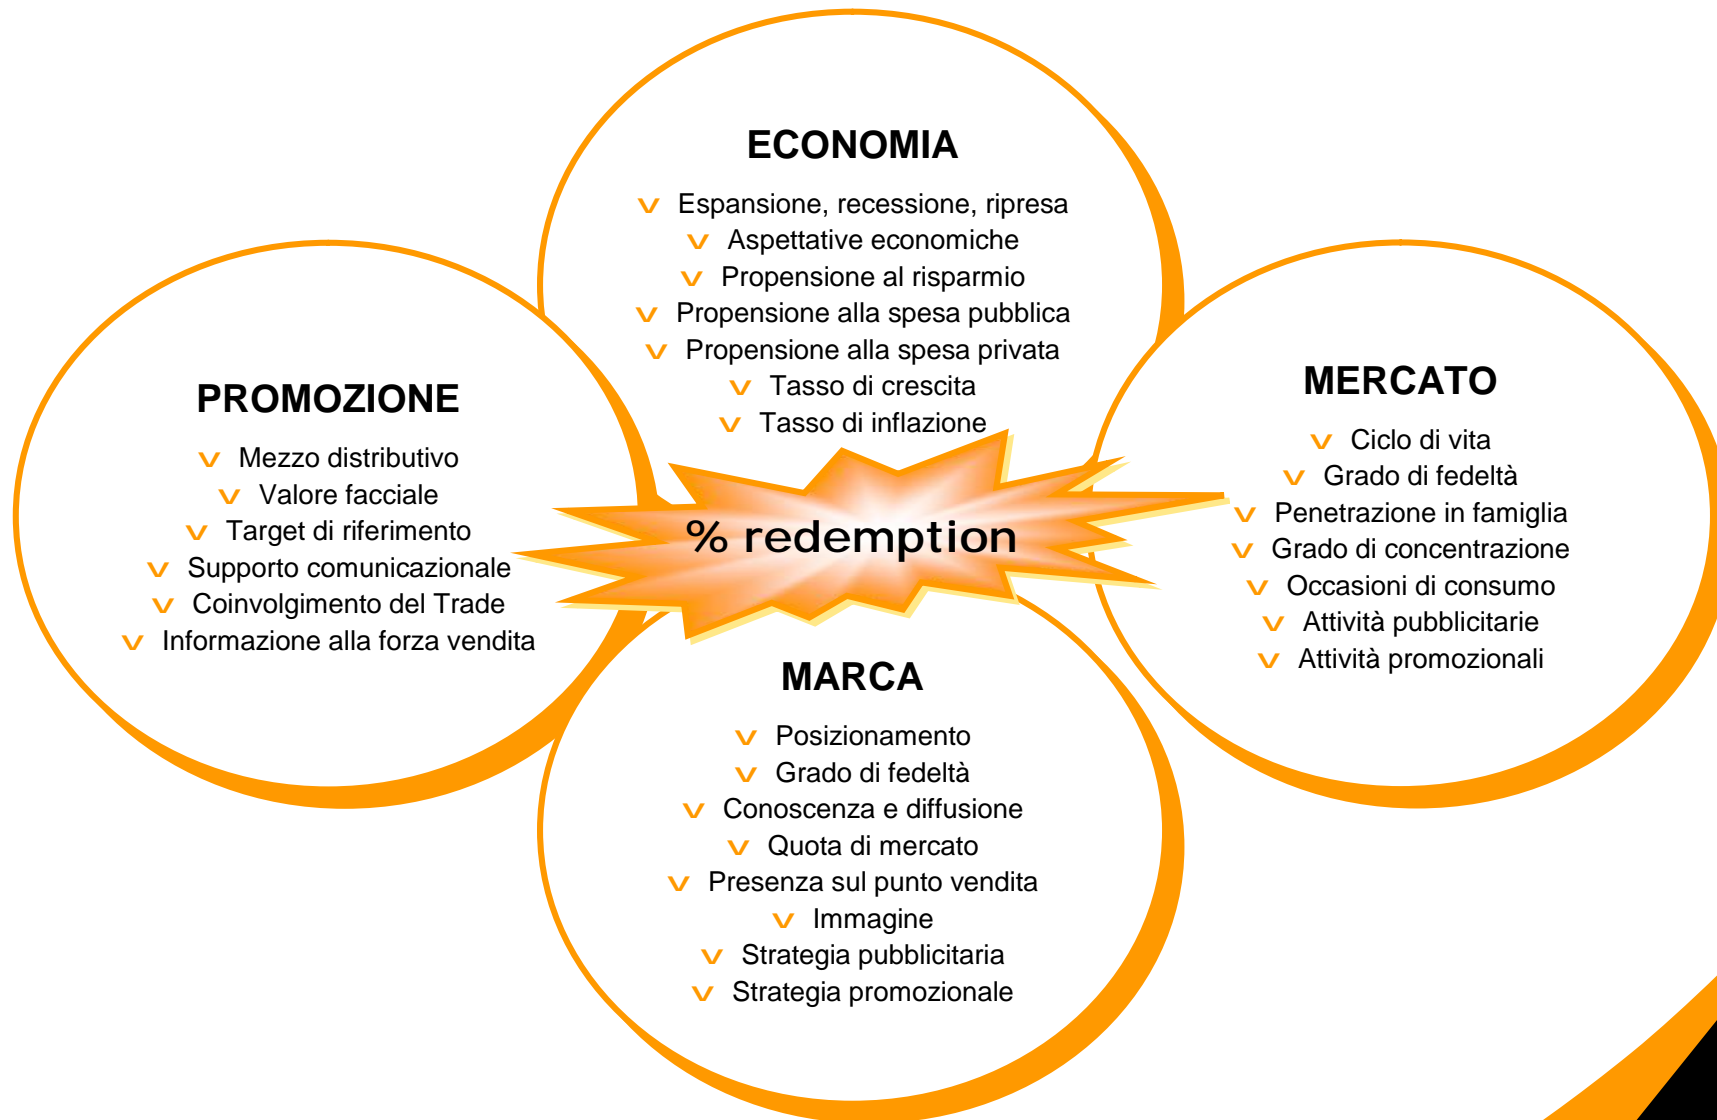 ECONOMIA
v Espansione, recessione, ripresa
v Aspettative economiche
v Propensione al risparmio
v Propensione alla spesa pubblica
v Propensione alla spesa privata
v Tasso di crescita
v Tasso di inflazione
PROMOZIONE
v Mezzo distributivo
v Valore facciale
v Target di riferimento
v Supporto comunicazionale
v Coinvolgimento del Trade
v Informazione alla forza vendita
% redemption
MERCATO
v Ciclo di vita
v Grado di fedeltà
v Penetrazione in famiglia
v Grado di concentrazione
v Occasioni di consumo
v Attività pubblicitarie
v Attività promozionali
MARCA
v Posizionamento
v Grado di fedeltà
v Conoscenza e diffusione
v Quota di mercato
v Presenza sul punto vendita
v Immagine
v Strategia pubblicitaria
v Strategia promozionale